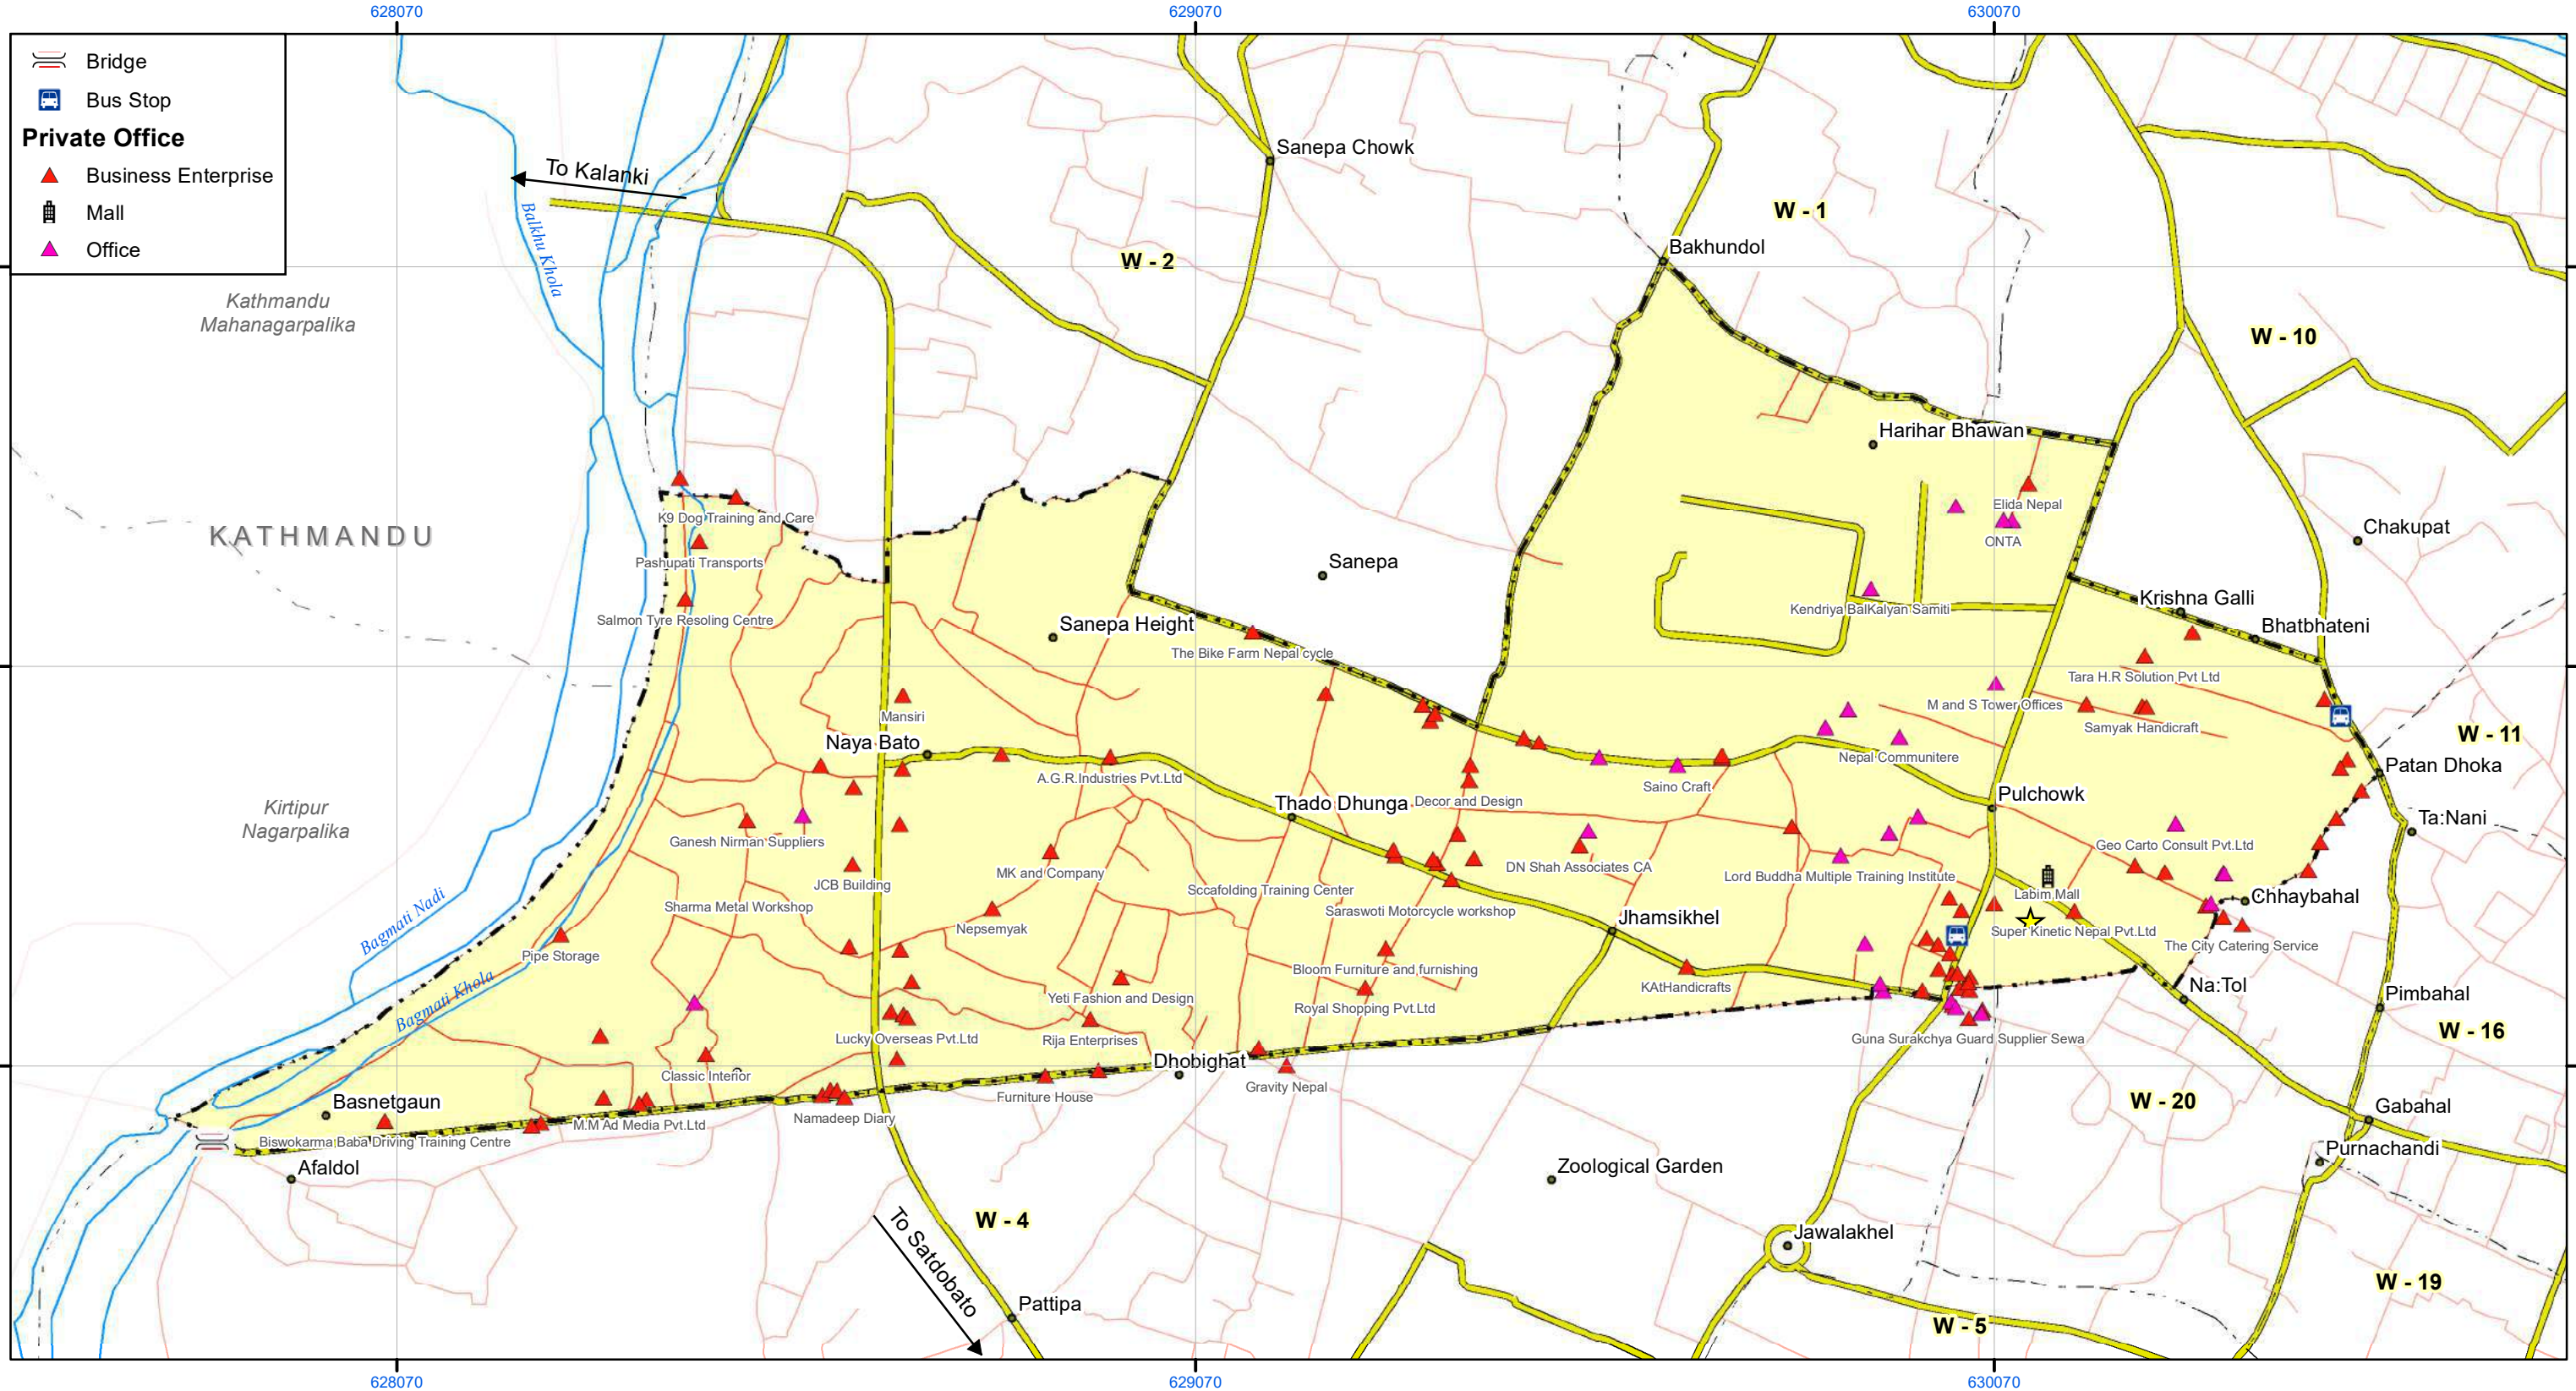 628070
629070
630070
Bridge
Bus Stop
Private Office
Business Enterprise
Mall
Office
To Kalanki
Balkhu Khola
Sanepa Chowk
W - 1
W - 2
Bakhundol
Kathmandu
Mahanagarpalika
W - 10
Harihar Bhawan
Elida Nepal
K9 Dog Training and Care
KATHMANDU
Chakupat
ONTA
Pashupati Transports
Sanepa
Krishna Galli
Kendriya BalKalyan Samiti
Salmon Tyre Resoling Centre
Sanepa Height
Bhatbhateni
The Bike Farm Nepal cycle
Tara H.R Solution Pvt Ltd
M and S Tower Offices
Mansiri
Samyak Handicraft
W - 11
Naya Bato
Nepal Communitere
Patan Dhoka
A.G.R.Industries Pvt.Ltd
Saino Craft
Pulchowk
Thado Dhunga
Decor and Design
Kirtipur
Nagarpalika
Ta:Nani
Ganesh Nirman Suppliers
Geo Carto Consult Pvt.Ltd
MK and Company
DN Shah Associates CA
JCB Building
Lord Buddha Multiple Training Institute
Sccafolding Training Center
Labim Mall
Chhaybahal
Sharma Metal Workshop
Saraswoti Motorcycle workshop
Jhamsikhel
Bagmati Nadi
Nepsemyak
Super Kinetic Nepal Pvt.Ltd
The City Catering Service
Pipe Storage
Bloom Furniture and furnishing
KAtHandicrafts
Na:Tol
Bagmati Khola
Yeti Fashion and Design
Royal Shopping Pvt.Ltd
Pimbahal
W - 16
Lucky Overseas Pvt.Ltd
Rija Enterprises
Guna Surakchya Guard Supplier Sewa
Dhobighat
Classic Interior
Gravity Nepal
Furniture House
Basnetgaun
W - 20
Gabahal
Namadeep Diary
M.M Ad Media Pvt.Ltd
Biswokarma Baba Driving Training Centre
Purnachandi
Afaldol
Zoological Garden
W - 4
To Satdobato
Jawalakhel
W - 19
Pattipa
W - 5
628070
629070
630070